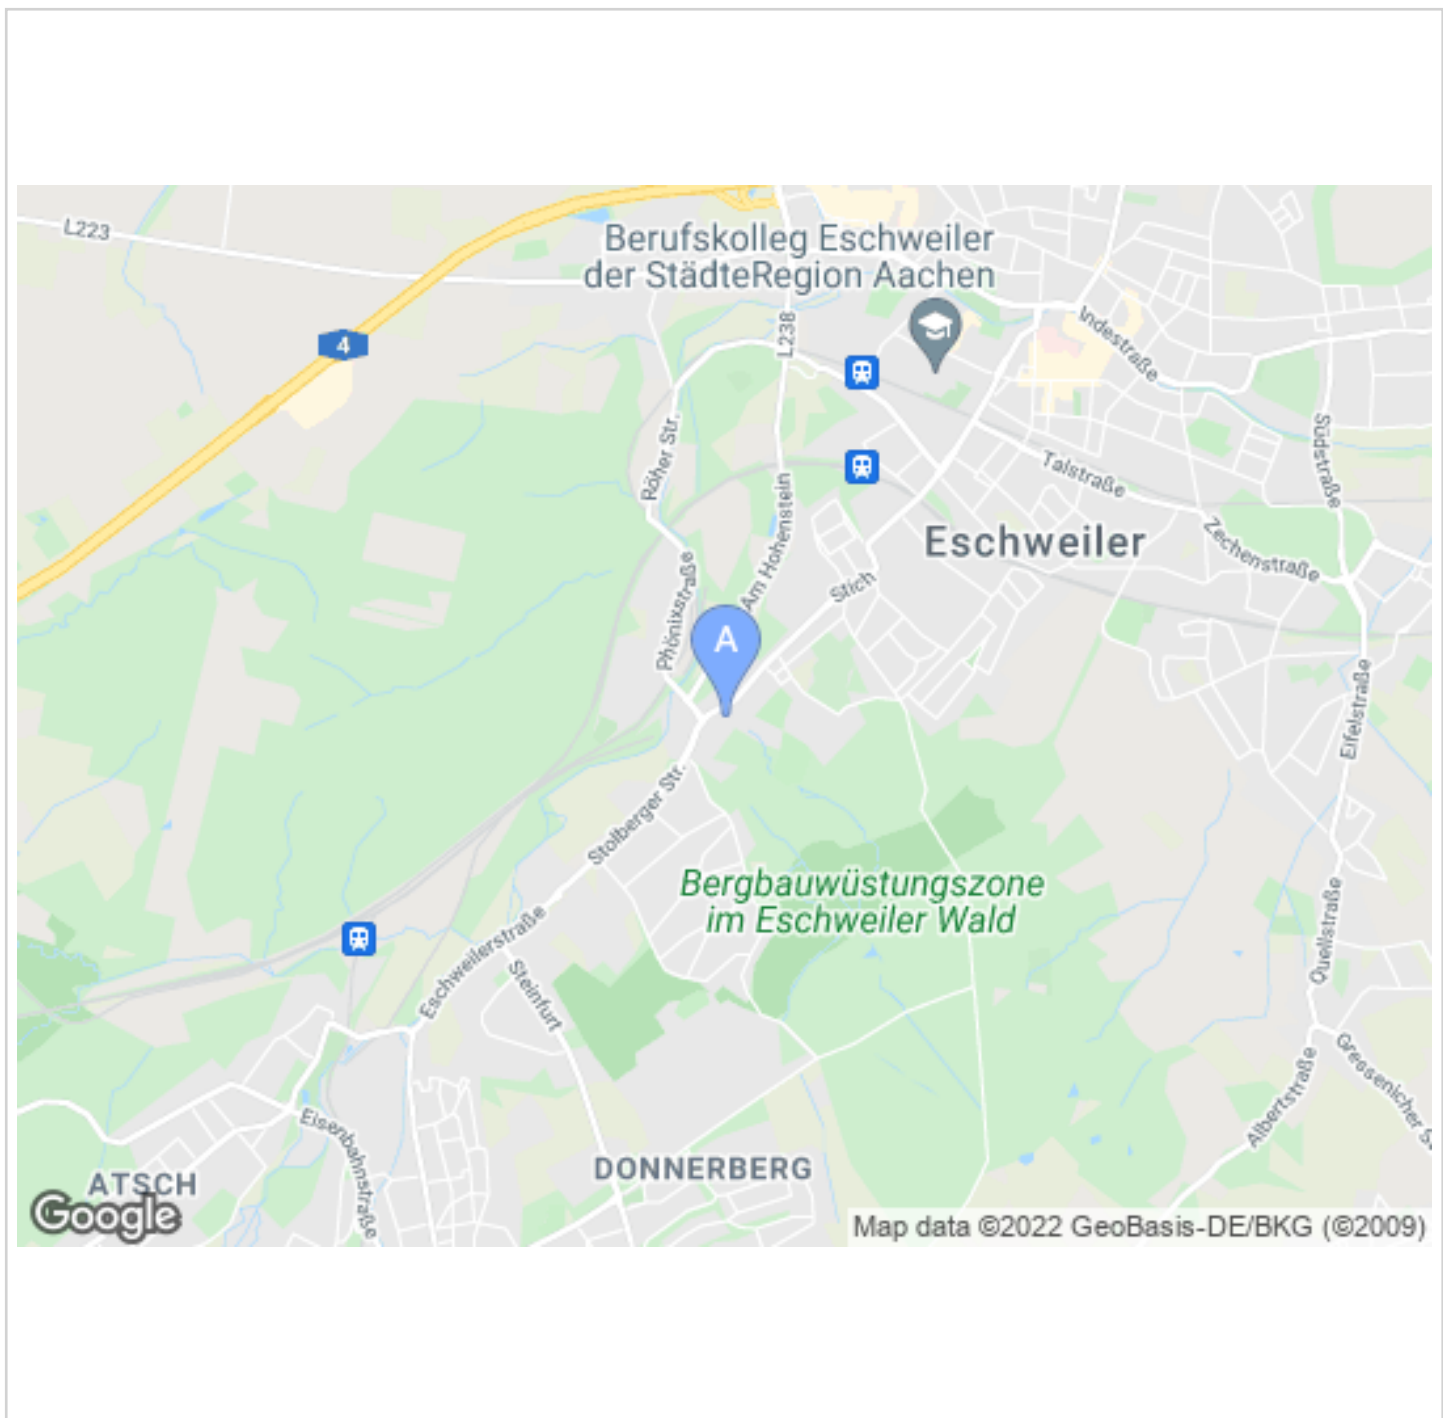 L223
Berufskolleg Eschweiler
der StädteRegion Aachen
4
L238
Indestraße
Röher Str.
Südstraße
Talstraße
Eschweiler
Zechenstraße
Am Hohenstein
Stich
Phönixstraße
A
Eifelstraße
Stolberger Str.
Bergbauwüstungszone
im Eschweiler Wald
Quellstraße
Eschweilerstraße
Steinfurt
Gressenicher S
Albertstraße
Eisenbahnstraße
DONNERBERG
ATSCH
Google
Map data ©2022 GeoBasis-DE/BKG (©2009)